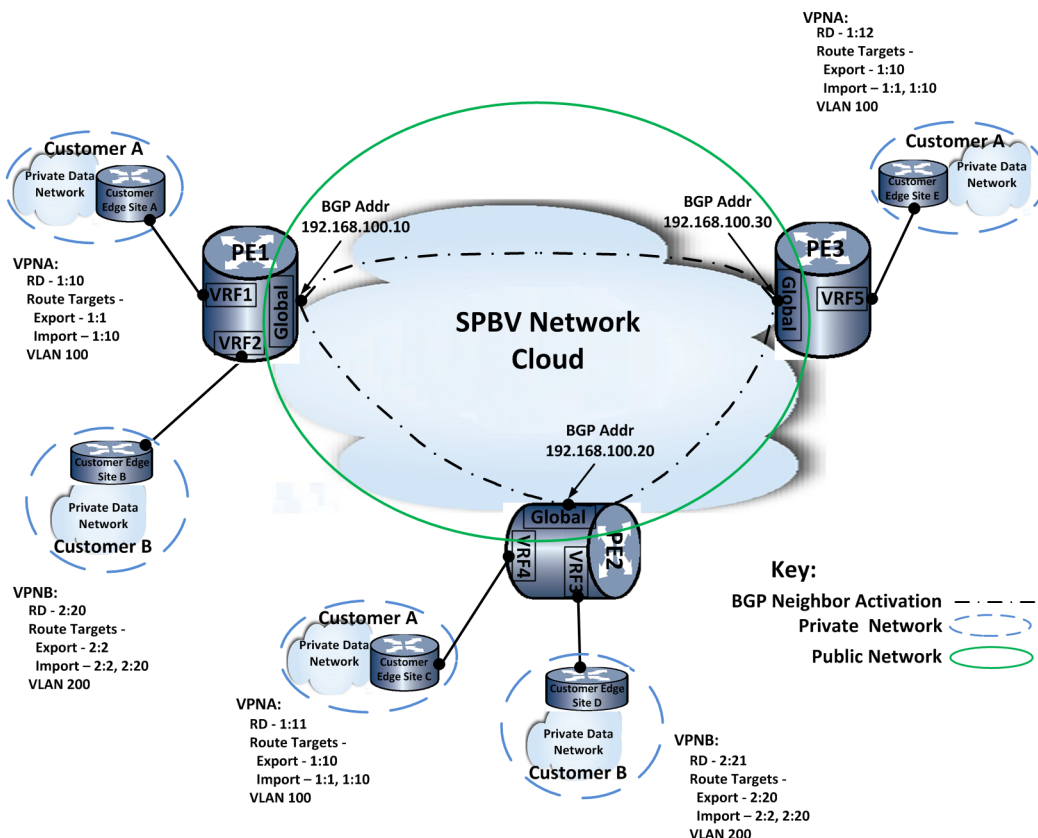 VPNA:
RD - 1:12
Route Targets -
Export - 1:10
Import – 1:1, 1:10
VLAN 100
Customer A
Private Data
Network
Customer
Edge Site A
Customer A
Customer
Edge Site E
Private Data
Network
BGP Addr
192.168.100.10
BGP Addr
192.168.100.30
PE1
VRF1
VRF2
Global
PE3
Global
VRF5
VPNA:
RD - 1:10
Route Targets -
Export - 1:1
Import – 1:10
VLAN 100
SPBV Network
Cloud
BGP Addr
192.168.100.20
Customer Edge
Site B
Private Data
Network
Customer B
Global
VRF4
VRF3
PE2
VPNB:
RD - 2:20
Route Targets -
Export - 2:2
Import – 2:2, 2:20
VLAN 200
Key:
BGP Neighbor Activation
Private Network
Public Network
Customer A
Private Data
Network
Customer
Edge Site C
VPNA:
RD - 1:11
Route Targets -
Export - 1:10
Import – 1:1, 1:10
VLAN 100
Customer Edge
Site D
Private Data
Network
Customer B
VPNB:
RD - 2:21
Route Targets -
Export - 2:20
Import – 2:2, 2:20
VLAN 200